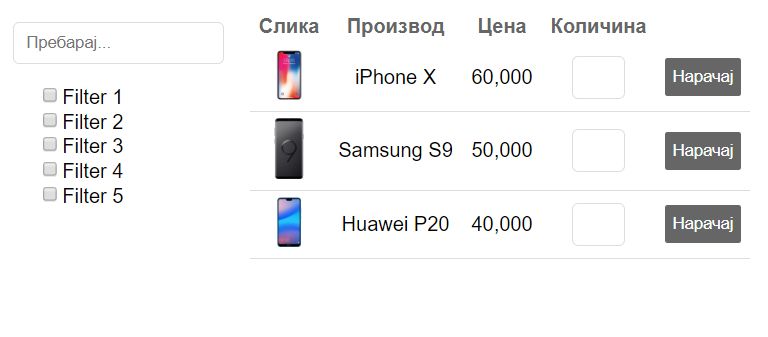 Пребарај...
Filter 1
Filter 2
Filter 3
Filter 4
Filter 5
Слика Производ Цена Количина
iPhone X 60,000 Нарачај
Samsung S9 50,000 Нарачај
Huawei P20 40,000 Нарачај